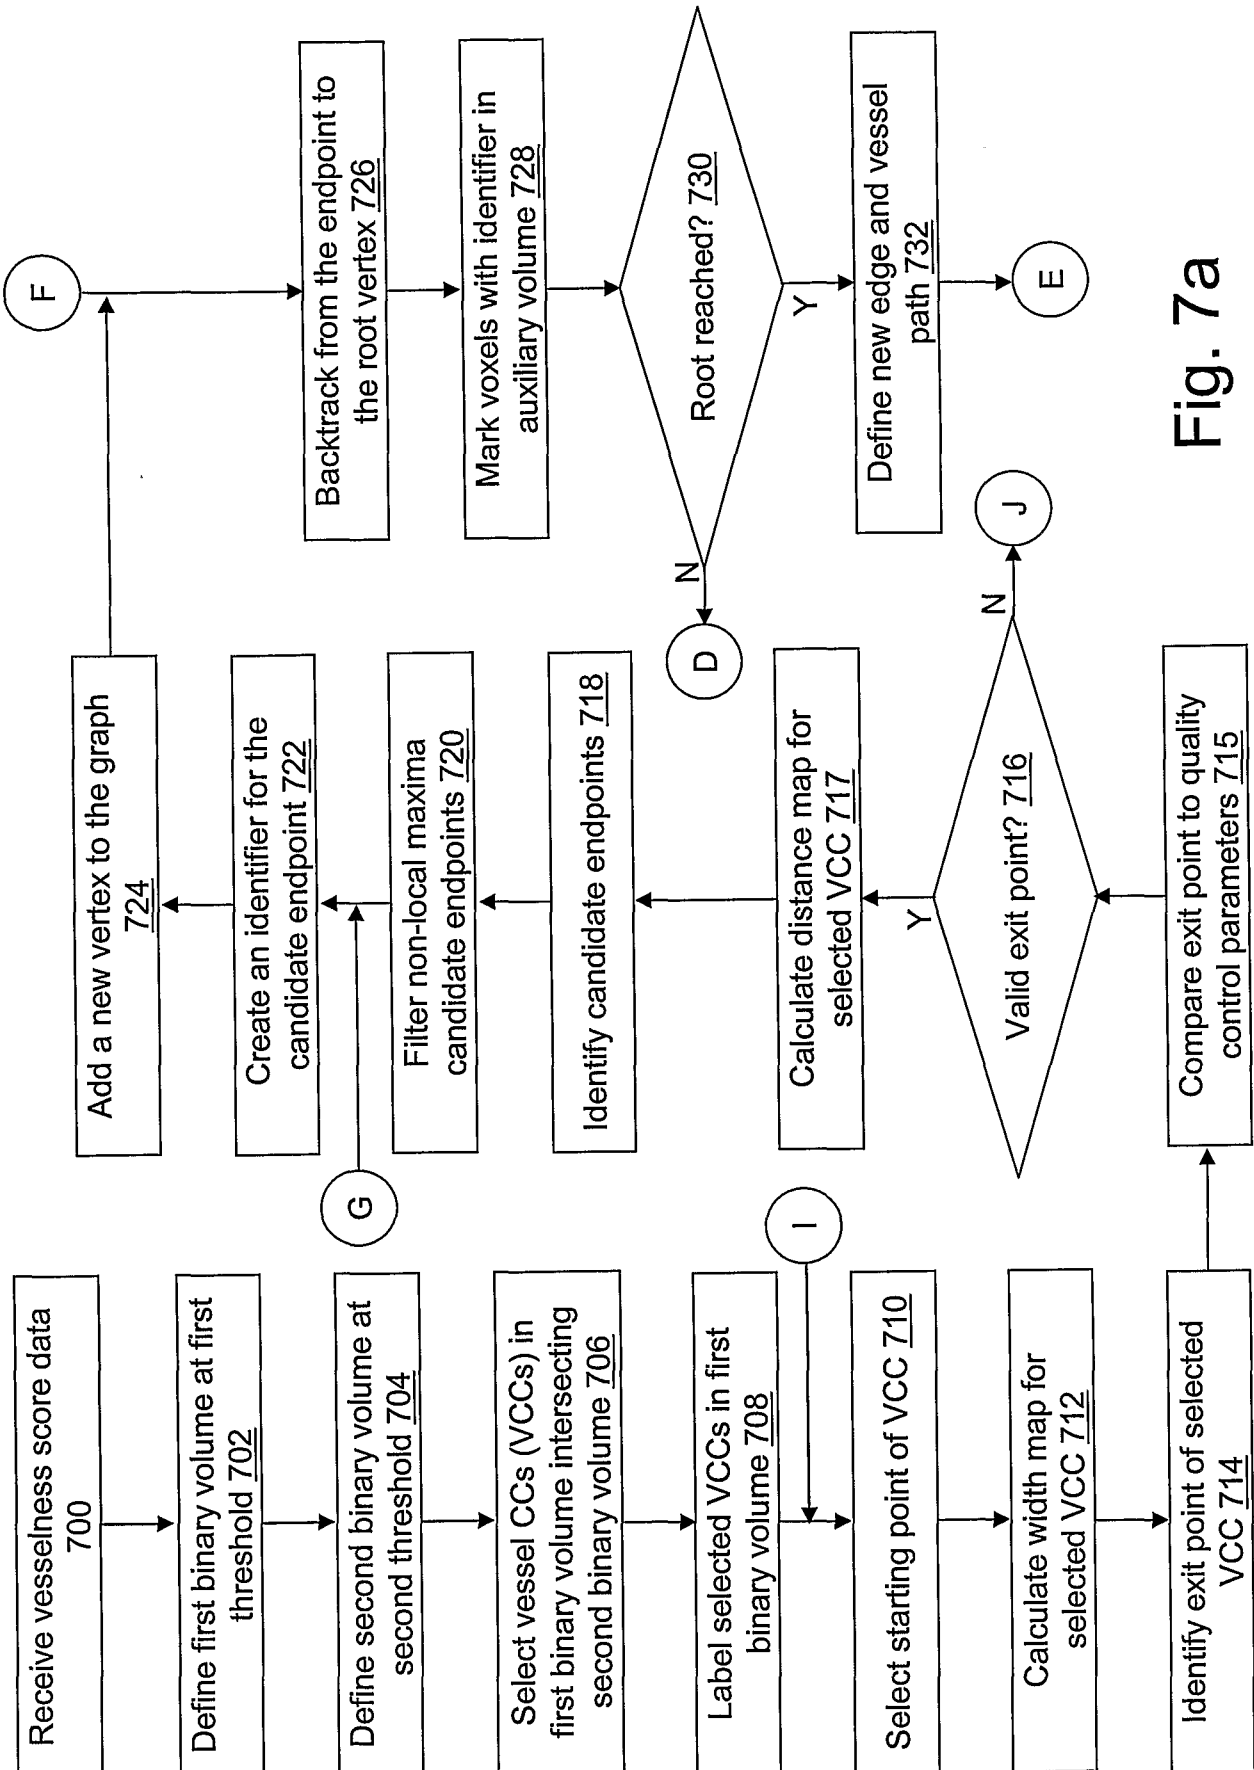 Receive vesselness score data
700
Define first binary volume at first
threshold 702
Define second binary volume at
second threshold 704
Select vessel CCs (VCCs) in
first binary volume intersecting
second binary volume 706
Label selected VCCs in first
binary volume 708
I
Select starting point of VCC 710
Calculate width map for
selected VCC 712
Identify exit point of selected
VCC 714
Compare exit point to quality
control parameters 715
Valid exit point? 716
N
J
Y
Calculate distance map for
selected VCC 717
Identify candidate endpoints 718
Filter non-local maxima
candidate endpoints 720
G
Create an identifier for the
candidate endpoint 722
Add a new vertex to the graph
724
F
Backtrack from the endpoint to
the root vertex 726
Mark voxels with identifier in
auxiliary volume 728
Root reached? 730
N
D
Y
Define new edge and vessel
path 732
E
Fig. 7a